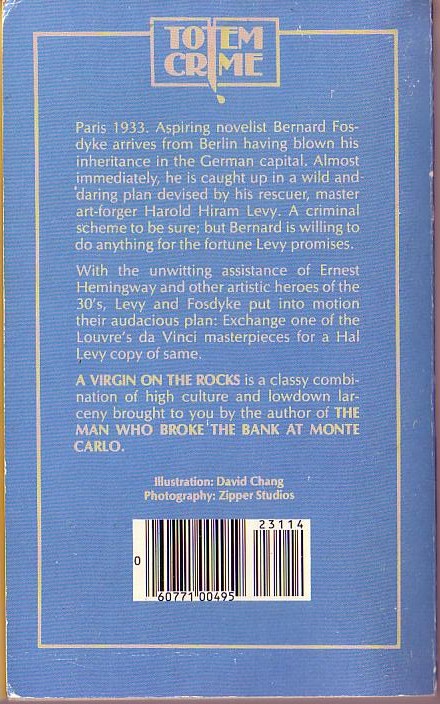 TOTEM
CRIME
Paris 1933. Aspiring novelist Bernard Fos-
dyke arrives from Berlin having blown his
inheritance in the German capital. Almost
immediately, he is caught up in a wild and
daring plan devised by his rescuer, master
art-forger Harold Hiram Levy. A criminal
scheme to be sure; but Bernard is willing to
do anything for the fortune Levy promises.
With the unwitting assistance of Ernest
Hemingway and other artistic heroes of the
30's, Levy and Fosdyke put into motion
their audacious plan: Exchange one of the
Louvre's da Vinci masterpieces for a Hal
Levy copy of same.
A VIRGIN ON THE ROCKS is a classy combi-
nation of high culture and lowdown lar-
ceny brought to you by the author of THE
MAN WHO BROKE THE BANK AT MONTE
CARLO.
Illustration: David Chang
Photography: Zipper Studios
23114
0
60771 00495